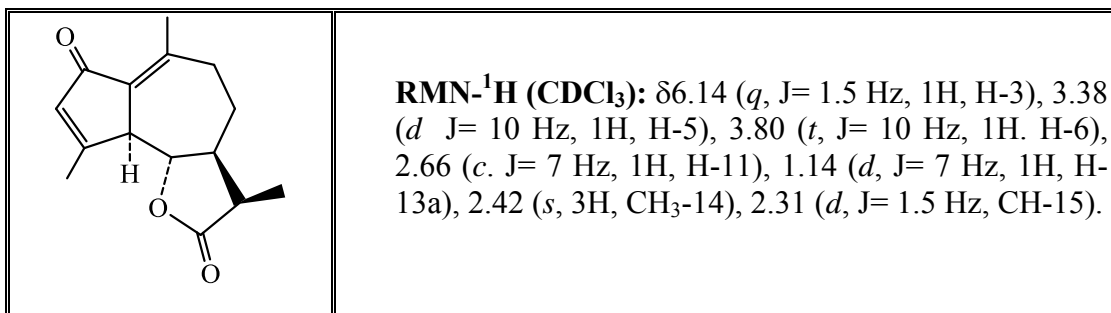 O
H
O
O
RMN-¹H (CDCl₃): δ6.14 (q, J= 1.5 Hz, 1H, H-3), 3.38
(d J= 10 Hz, 1H, H-5), 3.80 (t, J= 10 Hz, 1H. H-6),
2.66 (c. J= 7 Hz, 1H, H-11), 1.14 (d, J= 7 Hz, 1H, H-
13a), 2.42 (s, 3H, CH₃-14), 2.31 (d, J= 1.5 Hz, CH-15).